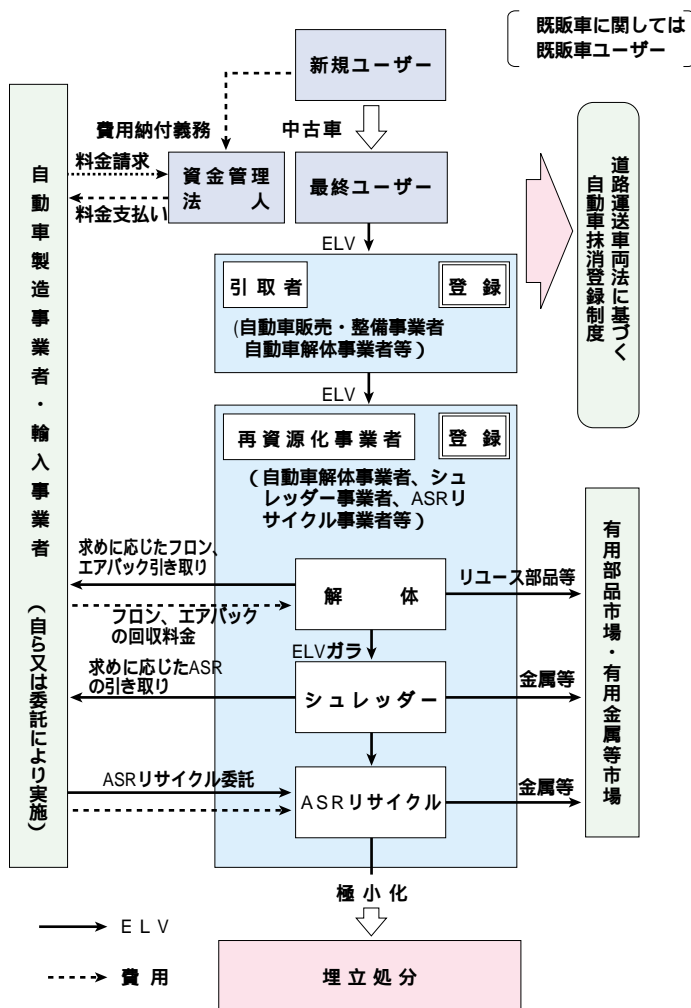 既販車に関しては
既販車ユーザー
新規ユーザー
費用納付義務
中古車
料金請求
資金管理
法人
最終ユーザー
料金支払い
ELV
引取者
登録
(自動車販売・整備事業者
自動車解体事業者等)
道路運送車両法に基づく
自動車抹消登録制度
ELV
再資源化事業者
登録
(自動車解体事業者、シュ
レッダー事業者、ASRリ
サイクル事業者等)
自動車製造事業者・輸入事業者
(自ら又は委託により実施)
求めに応じたフロン、
エアバック引き取り
解体
リユース部品等
フロン、エアバック
の回収料金
ELVガラ
求めに応じたASR
の引き取り
シュレッダー
金属等
有用部品市場・有用金属等市場
ASRリサイクル委託
ASRリサイクル
金属等
極小化
ELV
費用
埋立処分